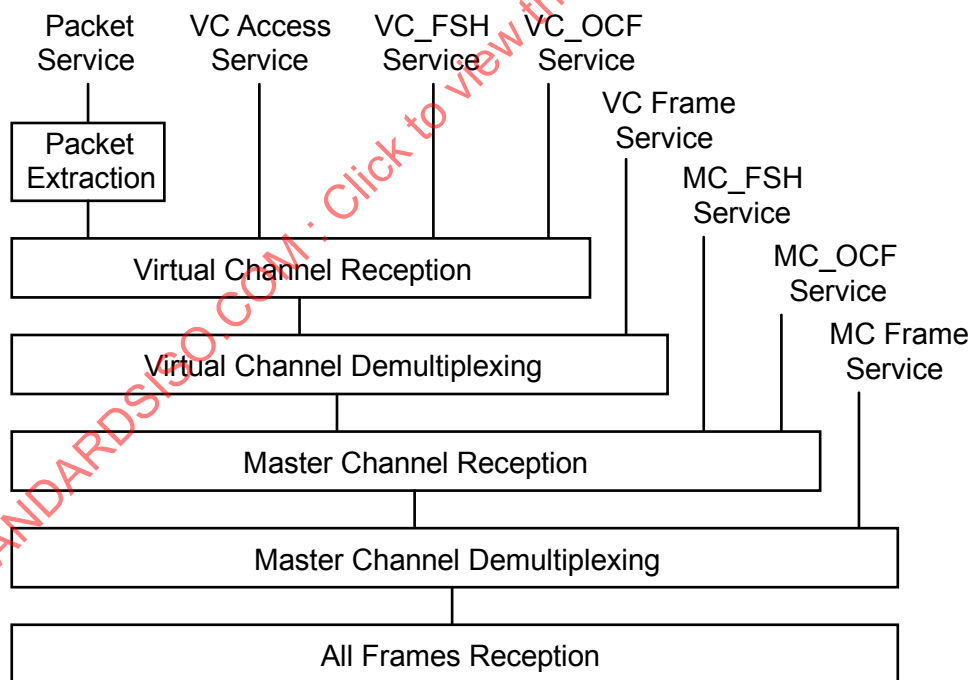 Packet
Service
VC Access
Service
VC_FSH
Service
VC_OCF
Service
VC Frame
Service
MC_FSH
Service
MC_OCF
Service
MC Frame
Service
Packet
Extraction
Virtual Channel Reception
Virtual Channel Demultiplexing
Master Channel Reception
Master Channel Demultiplexing
All Frames Reception
ANDARDSISO.COM : Click to view th